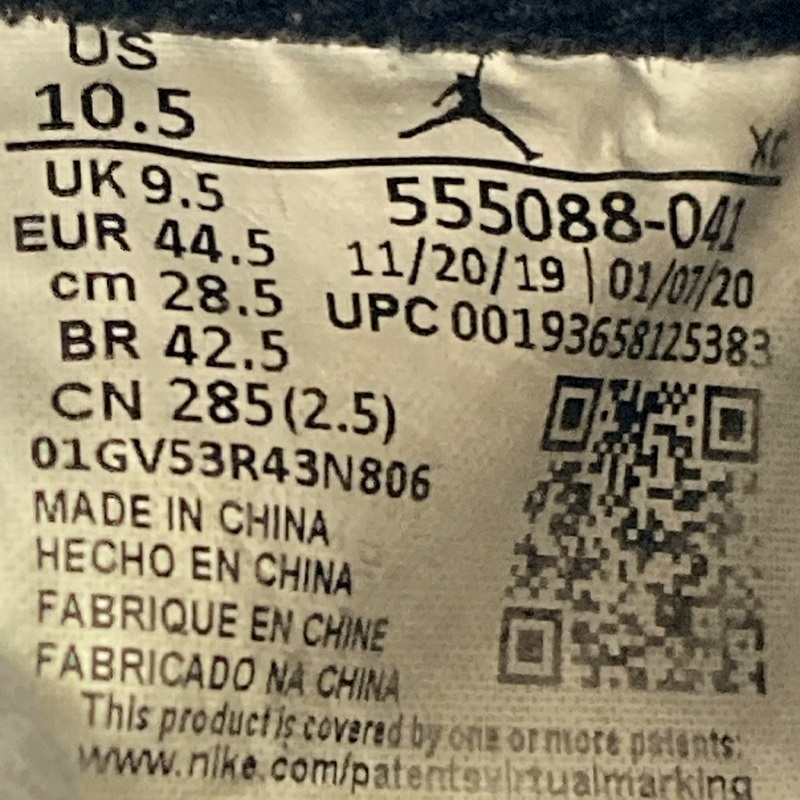 US
10.5
XC
UK 9.5
555088-041
EUR 44.5
11/20/19 | 01/07/20
cm 28.5
UPC 00193658125383
BR 42.5
CN 285(2.5)
01GV53R43N806
MADE IN CHINA
HECHO EN CHINA
FABRIQUE EN CHINE
FABRICADO NA CHINA
This product is covered by one or more patents:
www.nike.com/patentsvirtualmarking